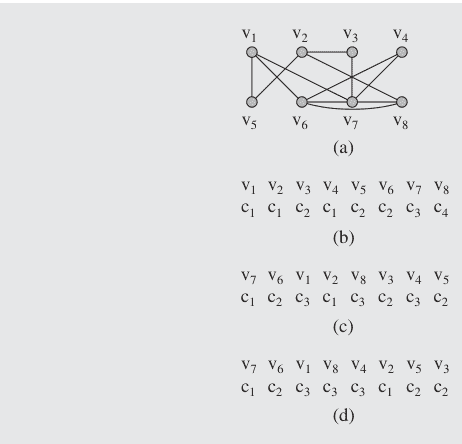 v₁ v₂ v₃ v₄
v₅ v₆ v₇ v₈
(a)
v₁ v₂ v₃ v₄ v₅ v₆ v₇ v₈
c₁ c₁ c₂ c₁ c₂ c₂ c₃ c₄
(b)
v₇ v₆ v₁ v₂ v₈ v₃ v₄ v₅
c₁ c₂ c₃ c₁ c₃ c₂ c₃ c₂
(c)
v₇ v₆ v₁ v₈ v₄ v₂ v₅ v₃
c₁ c₂ c₃ c₃ c₃ c₁ c₂ c₂
(d)